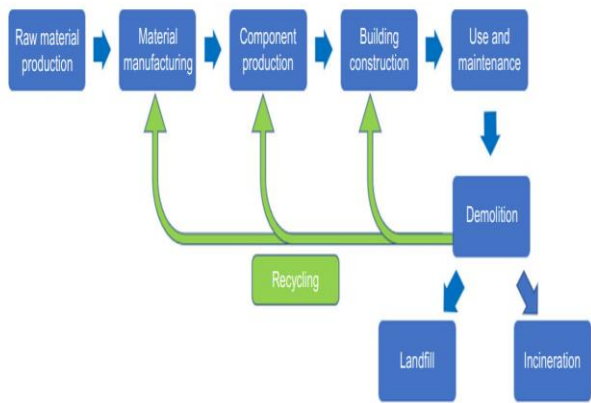 Raw material
production
Material
manufacturing
Component
production
Building
construction
Use and
maintenance
Demolition
Recycling
Landfill
Incineration